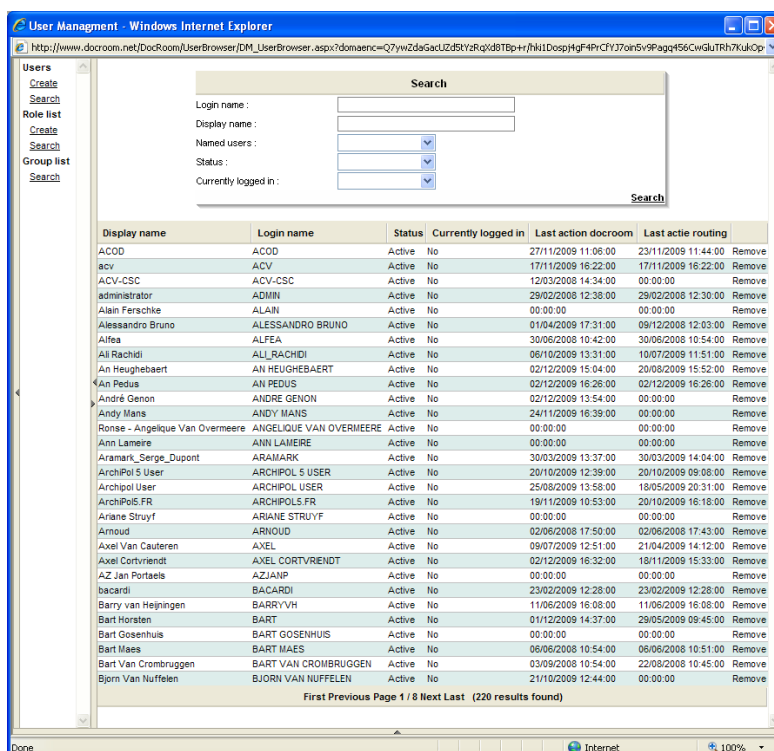 User Managment - Windows Internet Explorer
Users
Create
Search
Role list
Create
Search
Group list
Search
Search
Login name :
Display name :
Named users :
Status :
Currently logged in :
Search
Display name Login name Status Currently logged in Last action docroom Last actie routing
ACOD ACOD Active No 27/11/2009 11:06:00 23/11/2009 11:44:00 Remove
acv ACV Active No 17/11/2009 16:22:00 17/11/2009 16:22:00 Remove
ACV-CSC ACV-CSC Active No 12/03/2008 14:34:00 00:00:00 Remove
administrator ADMIN Active No 29/02/2008 12:38:00 29/02/2008 12:30:00 Remove
Alain Ferschke ALAIN Active No 00:00:00 00:00:00 Remove
Alessandro Bruno ALESSANDRO BRUNO Active No 01/04/2009 17:31:00 09/12/2008 12:03:00 Remove
Alfea ALFEA Active No 30/06/2008 10:42:00 30/06/2008 10:54:00 Remove
Ali Rachidi ALI_RACHIDI Active No 06/10/2009 13:31:00 10/07/2009 11:51:00 Remove
An Heughebaert AN HEUGHEBAERT Active No 02/12/2009 15:04:00 20/08/2009 15:52:00 Remove
An Pedus AN PEDUS Active No 02/12/2009 16:26:00 02/12/2009 16:26:00 Remove
André Genon ANDRE GENON Active No 02/12/2009 13:54:00 00:00:00 Remove
Andy Mans ANDY MANS Active No 24/11/2009 16:39:00 00:00:00 Remove
Ronse - Angelique Van Overmeere ANGELIQUE VAN OVERMEERE Active No 00:00:00 00:00:00 Remove
Ann Lameire ANN LAMEIRE Active No 00:00:00 00:00:00 Remove
Aramark_Serge_Dupont ARAMARK Active No 30/03/2009 13:37:00 30/03/2009 14:04:00 Remove
ArchiPol 5 User ARCHIPOL 5 USER Active No 20/10/2009 12:39:00 20/10/2009 09:08:00 Remove
Archipol User ARCHIPOL USER Active No 25/08/2009 13:58:00 18/05/2009 20:31:00 Remove
ArchiPol5.FR ARCHIPOL5.FR Active No 19/11/2009 10:53:00 20/10/2009 16:18:00 Remove
Ariane Struyf ARIANE STRUYF Active No 00:00:00 00:00:00 Remove
Arnoud ARNOUD Active No 02/06/2008 17:50:00 02/06/2008 17:43:00 Remove
Axel Van Cauteren AXEL Active No 09/07/2009 12:51:00 21/04/2009 14:12:00 Remove
Axel Cortvriendt AXEL CORTVRIENDT Active No 02/12/2009 16:32:00 18/11/2009 15:33:00 Remove
AZ Jan Portaels AZJANP Active No 00:00:00 00:00:00 Remove
bacardi BACARDI Active No 23/02/2009 12:28:00 23/02/2009 12:28:00 Remove
Barry van Heijningen BARRYVH Active No 11/06/2009 16:08:00 11/06/2009 16:08:00 Remove
Bart Horsten BART Active No 01/12/2009 14:37:00 29/05/2009 09:45:00 Remove
Bart Gosenhuis BART GOSENHUIS Active No 00:00:00 00:00:00 Remove
Bart Maes BART MAES Active No 06/06/2008 10:54:00 06/06/2008 10:51:00 Remove
Bart Van Crombruggen BART VAN CROMBRUGGEN Active No 03/09/2008 10:54:00 22/08/2008 10:45:00 Remove
Bjorn Van Nuffelen BJORN VAN NUFFELEN Active No 21/10/2009 12:44:00 00:00:00 Remove
First Previous Page 1 / 8 Next Last (220 results found)
Done Internet 100%